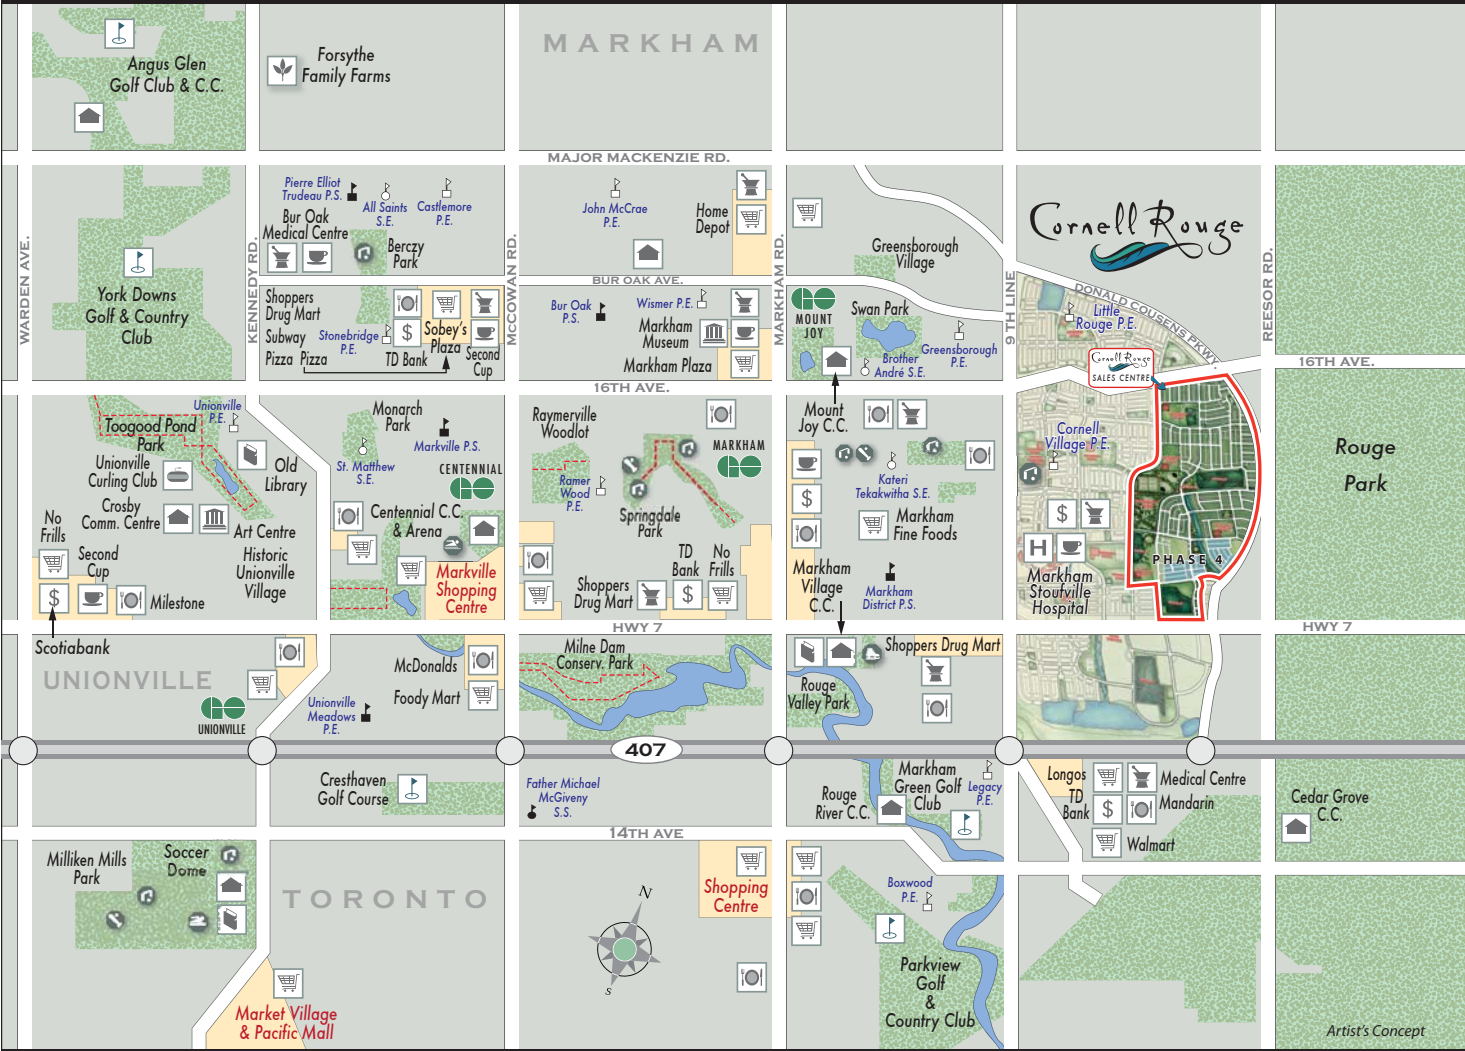 MARKHAM
Angus Glen
Golf Club & C.C.
Forsythe
Family Farms
MAJOR MACKENZIE RD.
WARDEN AVE.
KENNEDY RD.
McCOWAN RD.
MARKHAM RD.
9 TH LINE
REESOR RD.
York Downs
Golf & Country
Club
Pierre Elliot
Trudeau P.S.
All Saints
S.E.
Castlemore
P.E.
Bur Oak
Medical Centre
Berczy
Park
John McCrae
P.E.
Home
Depot
Greensborough
Village
Cornell Rouge
BUR OAK AVE.
DONALD COUSENS PKWY.
Shoppers
Drug Mart
Subway
Pizza Pizza
Stonebridge
P.E.
TD Bank
Sobey's
Plaza
Second
Cup
Bur Oak
P.S.
Wismer P.E.
Markham
Museum
Markham Plaza
MOUNT
JOY
Swan Park
Brother
André S.E.
Greensborough
P.E.
Little
Rouge P.E.
Cornell Rouge
SALES CENTRE
16TH AVE.
16TH AVE.
Toogood Pond
Park
Unionville
P.E.
Unionville
Curling Club
Old
Library
Crosby
Comm. Centre
Art Centre
Historic
Unionville
Village
No
Frills
Second
Cup
Milestone
Scotiabank
Monarch
Park
Markville P.S.
St. Matthew
S.E.
CENTENNIAL
Centennial C.C.
& Arena
Markville
Shopping
Centre
Raymerville
Woodlot
Ramer
Wood
P.E.
Springdale
Park
MARKHAM
TD
Bank
No
Frills
Shoppers
Drug Mart
Mount
Joy C.C.
Kateri
Tekakwitha S.E.
Markham
Fine Foods
Markham
Village
C.C.
Markham
District P.S.
Cornell
Village P.E.
H
Markham
Stoufville
Hospital
PHASE 4
Rouge
Park
HWY 7
HWY 7
UNIONVILLE
UNIONVILLE
Unionville
Meadows
P.E.
McDonalds
Foody Mart
Milne Dam
Conserv. Park
Shoppers Drug Mart
Rouge
Valley Park
407
Cresthaven
Golf Course
Father Michael
McGiveny
S.S.
Rouge
River C.C.
Markham
Green Golf
Club
Legacy
P.E.
Longos
TD
Bank
Medical Centre
Mandarin
Walmart
Cedar Grove
C.C.
14TH AVE
Milliken Mills
Park
Soccer
Dome
TORONTO
Market Village
& Pacific Mall
N
S
Shopping
Centre
Boxwood
P.E.
Parkview
Golf
&
Country Club
Artist's Concept